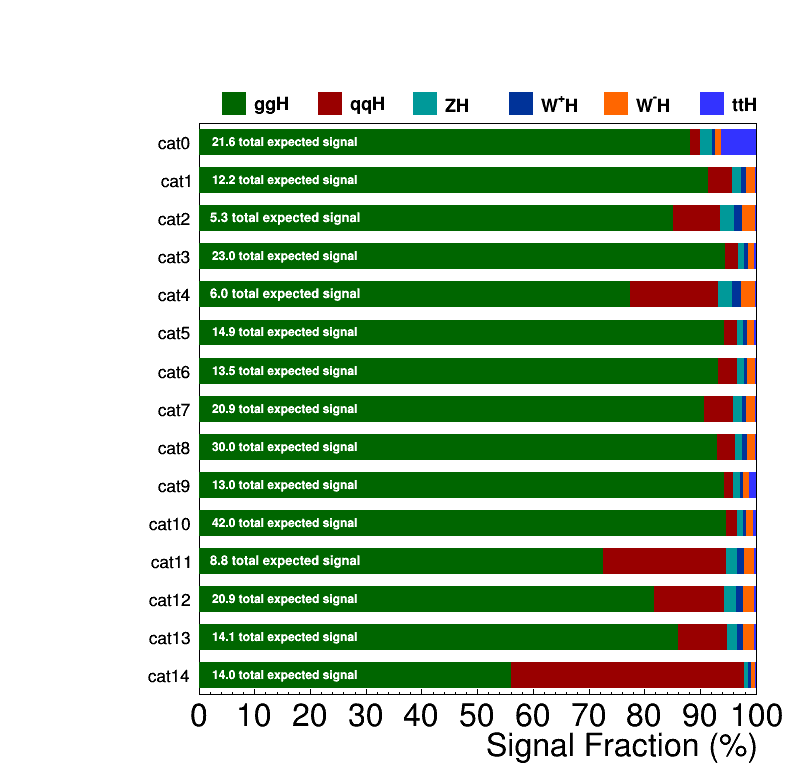 ggH qqH ZH W⁺H W⁻H ttH
cat0 21.6 total expected signal
cat1 12.2 total expected signal
cat2 5.3 total expected signal
cat3 23.0 total expected signal
cat4 6.0 total expected signal
cat5 14.9 total expected signal
cat6 13.5 total expected signal
cat7 20.9 total expected signal
cat8 30.0 total expected signal
cat9 13.0 total expected signal
cat10 42.0 total expected signal
cat11 8.8 total expected signal
cat12 20.9 total expected signal
cat13 14.1 total expected signal
cat14 14.0 total expected signal
0 10 20 30 40 50 60 70 80 90 100
Signal Fraction (%)